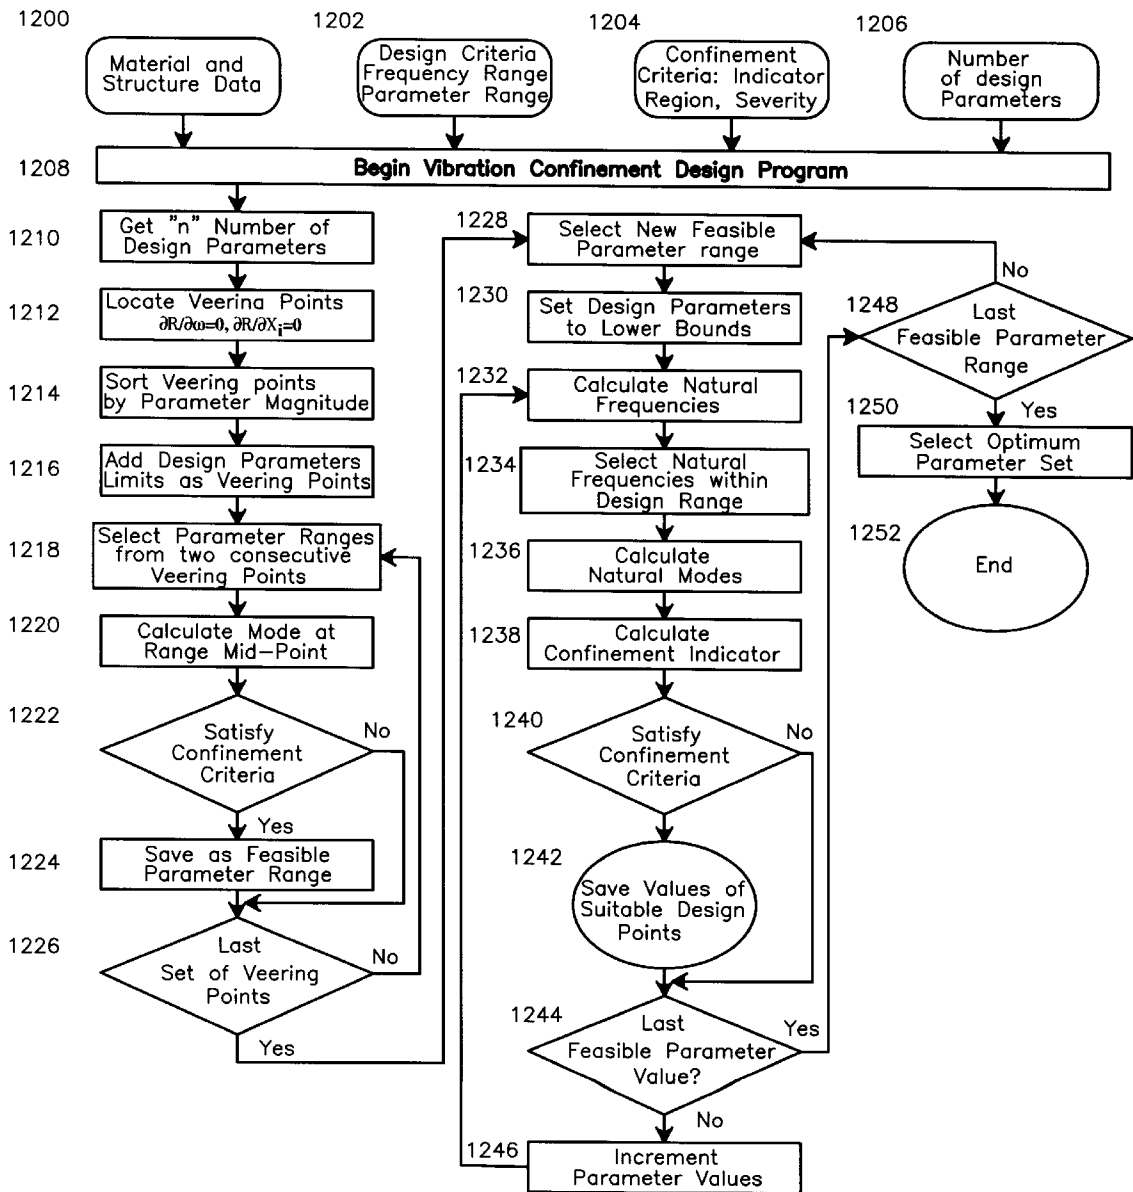 1200
Material and
Structure Data
1202
Design Criteria
Frequency Range
Parameter Range
1204
Confinement
Criteria: Indicator
Region, Severity
1206
Number
of design
Parameters
1208
Begin Vibration Confinement Design Program
1210
Get "n" Number of
Design Parameters
1212
Locate Veerina Points
∂R/∂ω=0, ∂R/∂Xi=0
1214
Sort Veering points
by Parameter Magnitude
1216
Add Design Parameters
Limits as Veering Points
1218
Select Parameter Ranges
from two consecutive
Veering Points
1220
Calculate Mode at
Range Mid-Point
1222
Satisfy
Confinement
Criteria
No
Yes
1224
Save as Feasible
Parameter Range
1226
Last
Set of Veering
Points
No
Yes
1228
Select New Feasible
Parameter range
1230
Set Design Parameters
to Lower Bounds
1232
Calculate Natural
Frequencies
1234
Select Natural
Frequencies within
Design Range
1236
Calculate
Natural Modes
1238
Calculate
Confinement Indicator
1240
Satisfy
Confinement
Criteria
No
1242
Save Values of
Suitable Design
Points
1244
Last
Feasible Parameter
Value?
Yes
No
1246
Increment
Parameter Values
No
1248
Last
Feasible Parameter
Range
Yes
1250
Select Optimum
Parameter Set
1252
End